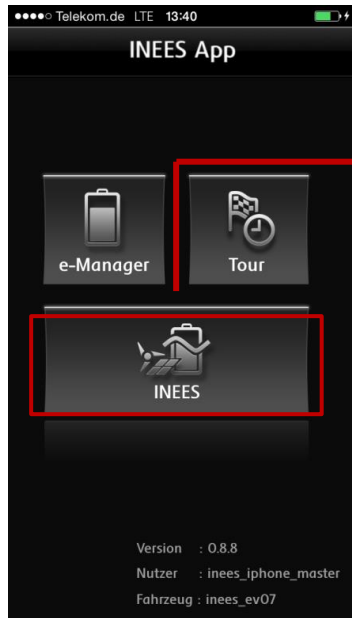 Telekom.de LTE 13:40
INEES App
e-Manager
Tour
INEES
Version : 0.8.8
Nutzer : inees_iphone_master
Fahrzeug : inees_ev07